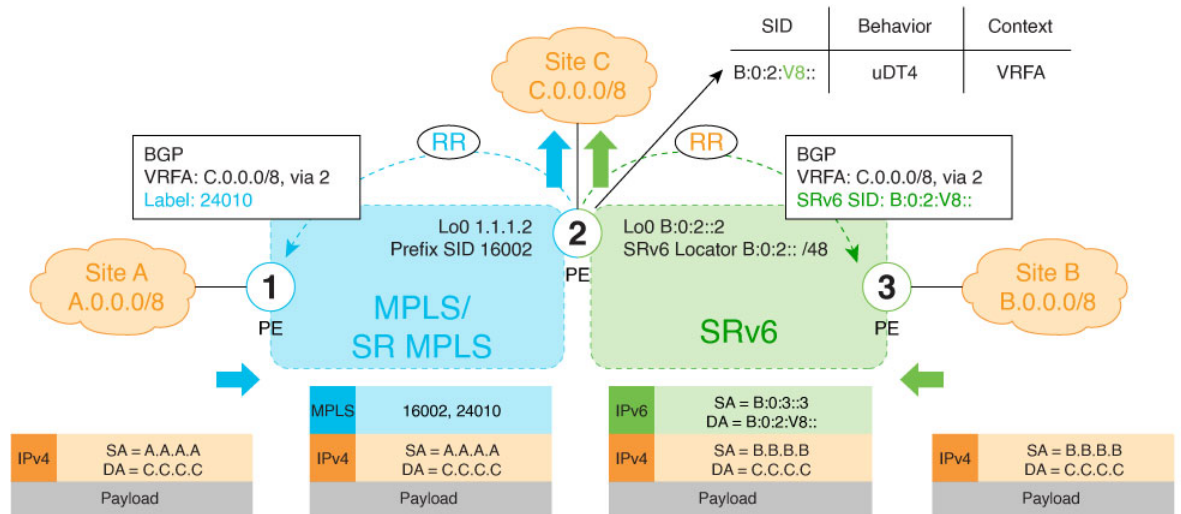 SID Behavior Context
B:0:2:V8:: uDT4 VRFA
Site C
C.0.0.0/8
RR
RR
BGP
VRFA: C.0.0.0/8, via 2
Label: 24010
BGP
VRFA: C.0.0.0/8, via 2
SRv6 SID: B:0:2:V8::
Lo0 1.1.1.2
Prefix SID 16002
2
PE
Lo0 B:0:2::2
SRv6 Locator B:0:2:: /48
Site A
A.0.0.0/8
1
PE
MPLS/
SR MPLS
SRv6
3
PE
Site B
B.0.0.0/8
IPv4
SA = A.A.A.A
DA = C.C.C.C
Payload
MPLS
16002, 24010
IPv4
SA = A.A.A.A
DA = C.C.C.C
Payload
IPv6
SA = B:0:3::3
DA = B:0:2:V8::
IPv4
SA = B.B.B.B
DA = C.C.C.C
Payload
IPv4
SA = B.B.B.B
DA = C.C.C.C
Payload